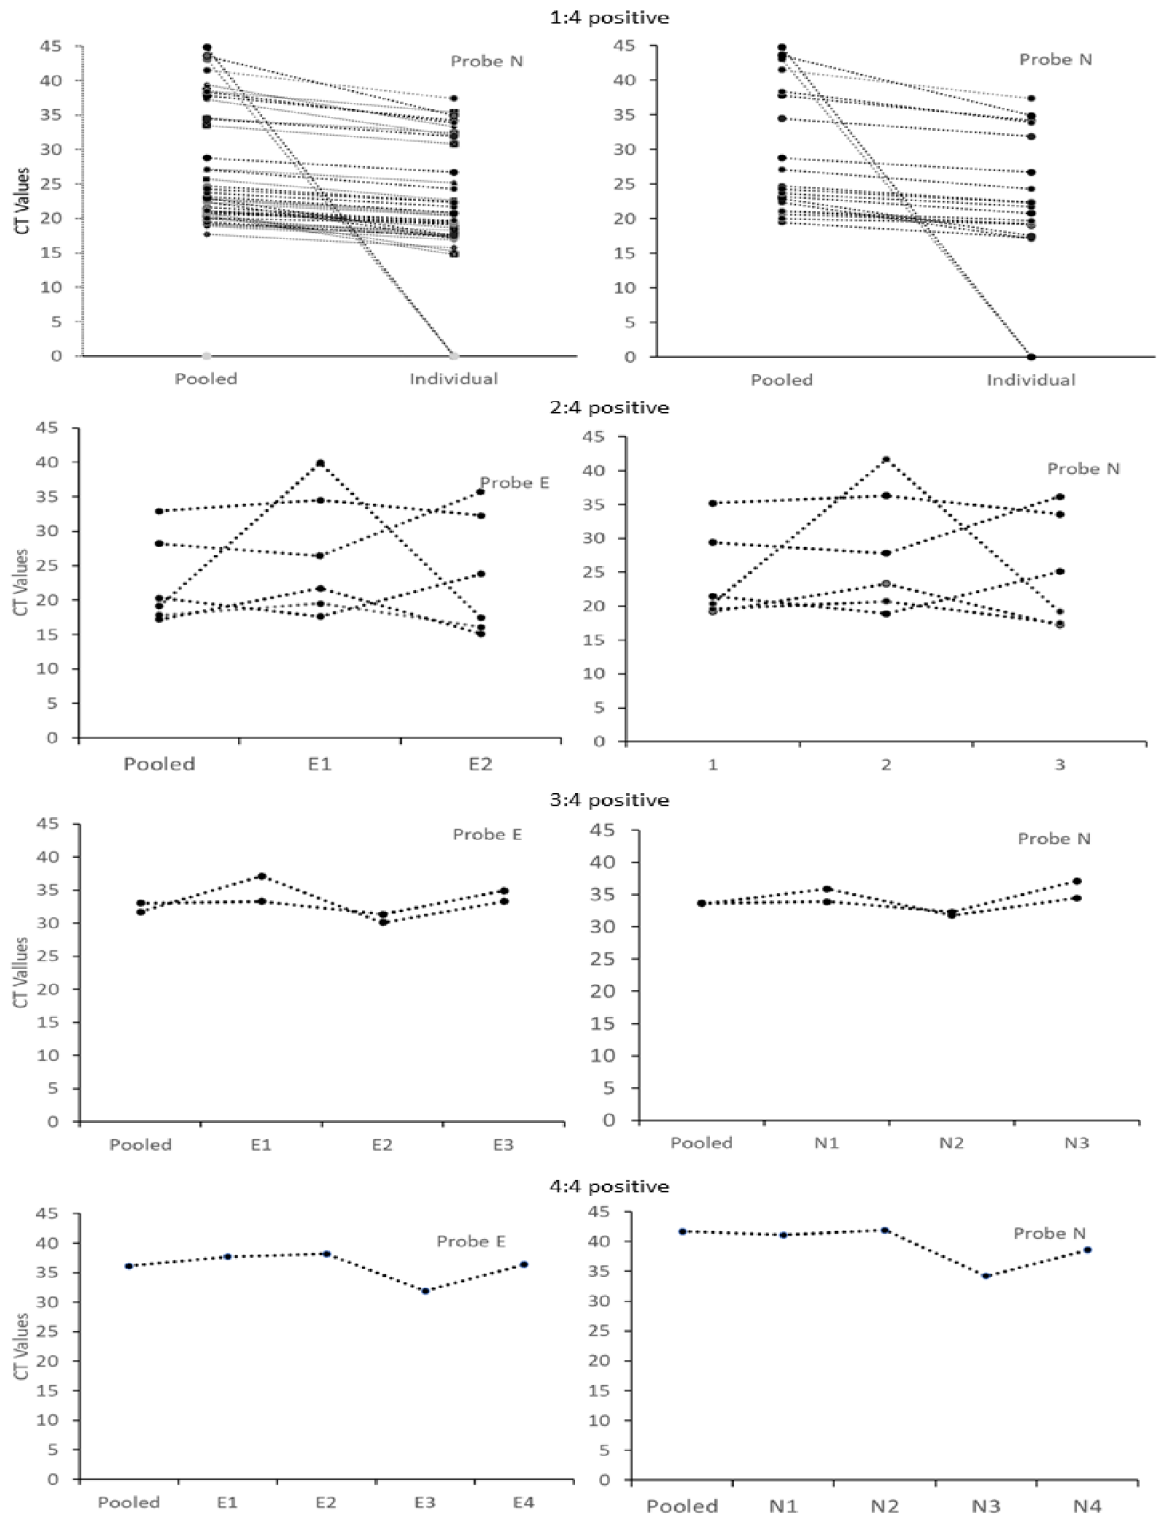 1:4 positive
45
40
35
30
25
20
15
10
5
0
CT Values
Probe N
Pooled
Individual
45
40
35
30
25
20
15
10
5
0
Probe N
Pooled
Individual
2:4 positive
45
40
35
30
25
20
15
10
5
0
CT Values
Probe E
Pooled
E1
E2
45
40
35
30
25
20
15
10
5
0
Probe N
1
2
3
3:4 positive
45
40
35
30
25
20
15
10
5
0
CT Vallues
Probe E
Pooled
E1
E2
E3
45
40
35
30
25
20
15
10
5
0
Probe N
Pooled
N1
N2
N3
4:4 positive
45
40
35
30
25
20
15
10
5
0
CT Values
Probe E
Pooled
E1
E2
E3
E4
45
40
35
30
25
20
15
10
5
0
Probe N
Pooled
N1
N2
N3
N4